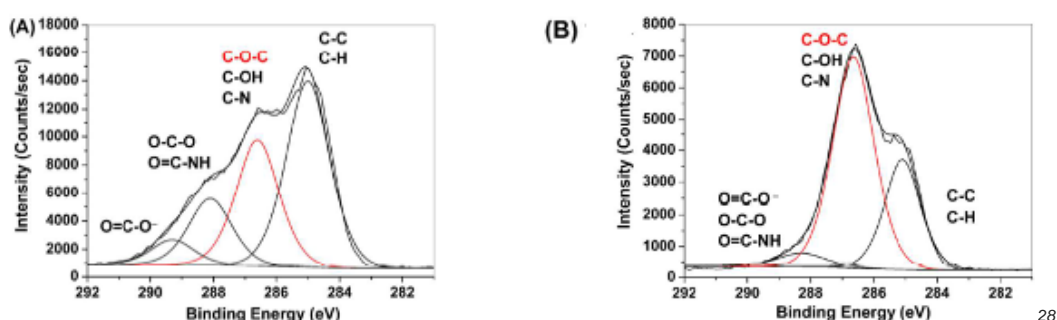 (A)
18000
16000
14000
12000
10000
8000
6000
4000
2000
0
Intensity (Counts/sec)
C-O-C
C-OH
C-N
C-C
C-H
O-C-O
O=C-NH
O=C-O⁻
292 290 288 286 284 282
Binding Energy (eV)
(B)
8000
7000
6000
5000
4000
3000
2000
1000
0
Intensity (Counts/sec)
C-O-C
C-OH
C-N
O=C-O⁻
O-C-O
O=C-NH
C-C
C-H
292 290 288 286 284 282
Binding Energy (eV)
28